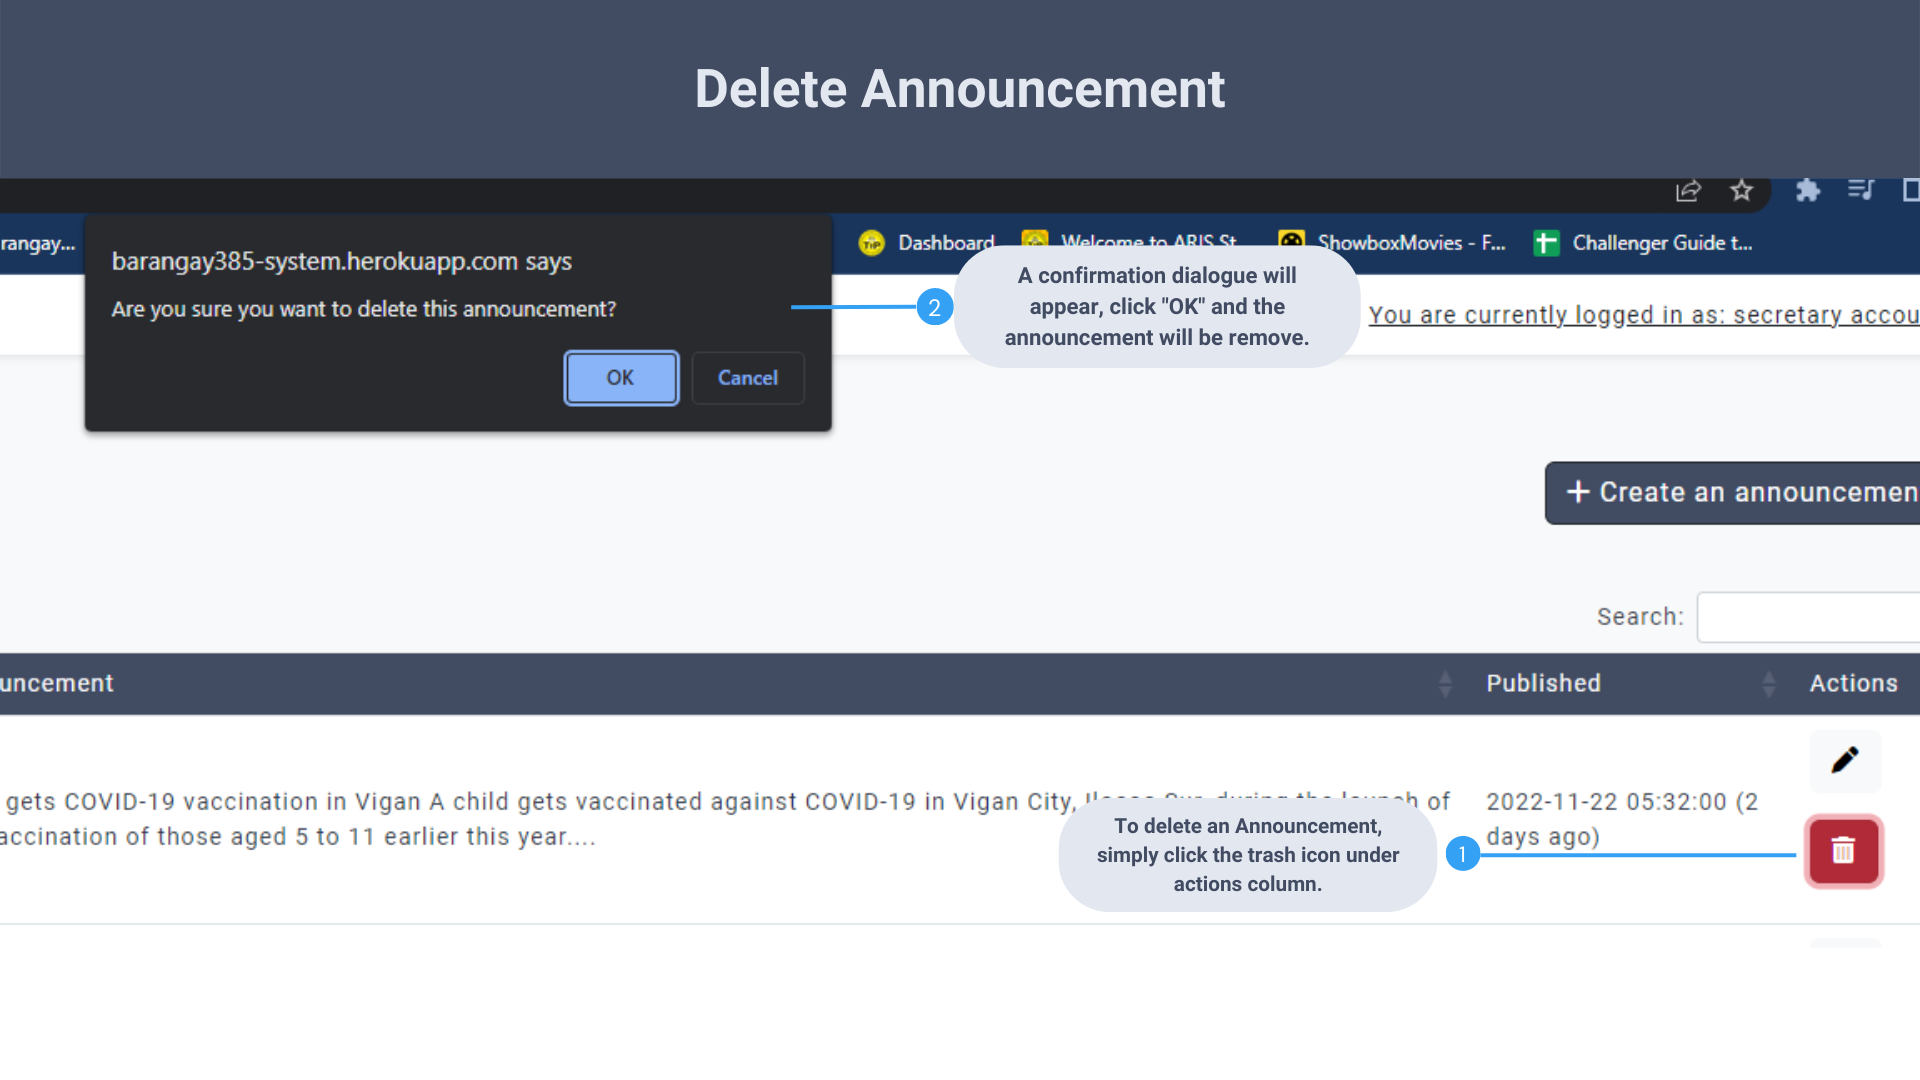 Delete Announcement
rangay...
Dashboard
Welcome to ARIS St
ShowboxMovies - F...
Challenger Guide t...
barangay385-system.herokuapp.com says
Are you sure you want to delete this announcement?
OK
Cancel
2
A confirmation dialogue will
appear, click "OK" and the
announcement will be remove.
You are currently logged in as: secretary accou
+ Create an announcemen
Search:
uncement
Published
Actions
gets COVID-19 vaccination in Vigan A child gets vaccinated against COVID-19 in Vigan City, Ilocos Sur, during the launch of
accination of those aged 5 to 11 earlier this year....
2022-11-22 05:32:00 (2
days ago)
To delete an Announcement,
simply click the trash icon under
actions column.
1